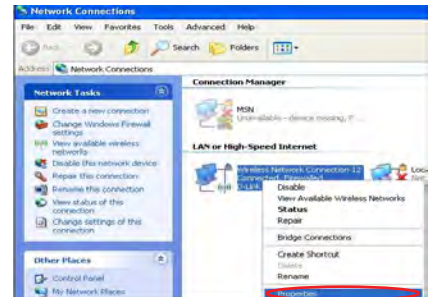 Network Connections
File Edit View Favorites Tools Advanced Help
Back Search Folders
Address Network Connections
Network Tasks
Create a new connection
Change Windows Firewall
settings
View available wireless
networks
Disable this network device
Repair this connection
Rename this connection
View status of this
connection
Change settings of this
connection
Other Places
Control Panel
My Network Places
Connection Manager
MSN
Unavailable - device missing, F...
LAN or High-Speed Internet
Wireless Network Connection 12
Connected, Firewalled
D-Link
Loca
Disable
View Available Wireless Networks
Status
Repair
Bridge Connections
Create Shortcut
Delete
Rename
Properties